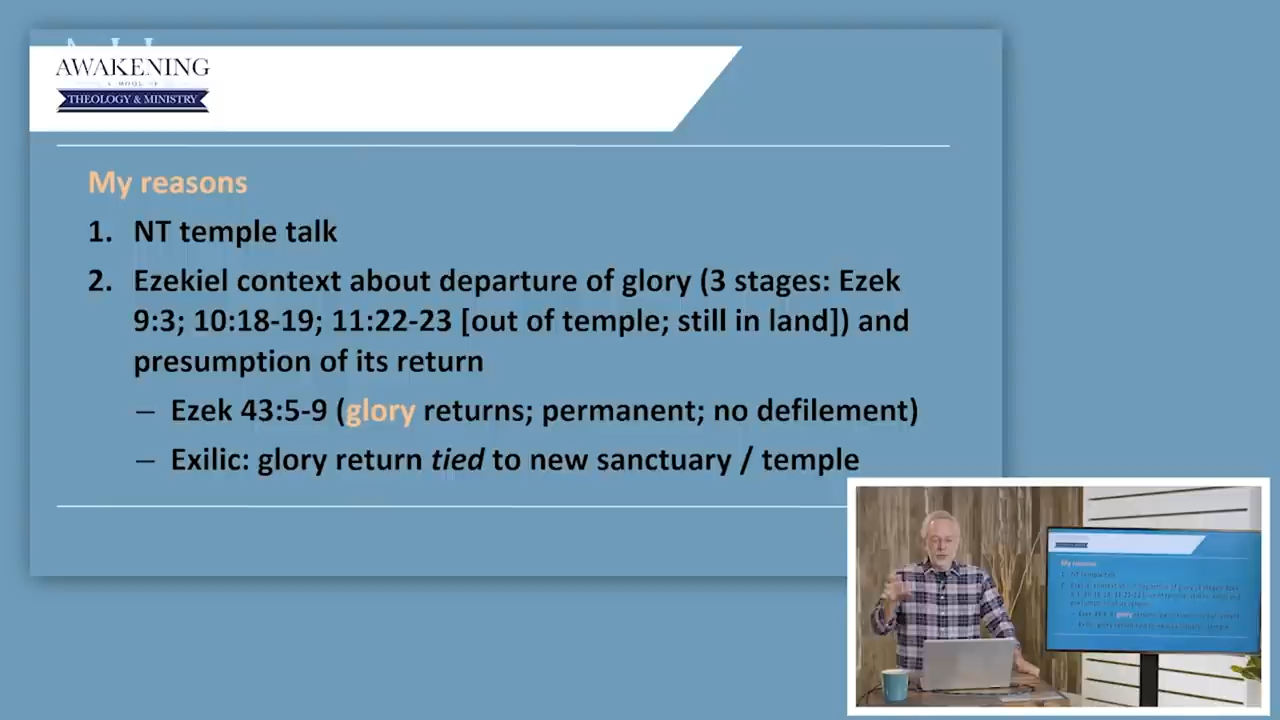 AWAKENING
THEOLOGY & MINISTRY
My reasons
1. NT temple talk
2. Ezekiel context about departure of glory (3 stages: Ezek
9:3; 10:18-19; 11:22-23 [out of temple; still in land]) and
presumption of its return
– Ezek 43:5-9 (glory returns; permanent; no defilement)
– Exilic: glory return tied to new sanctuary / temple
My reasons